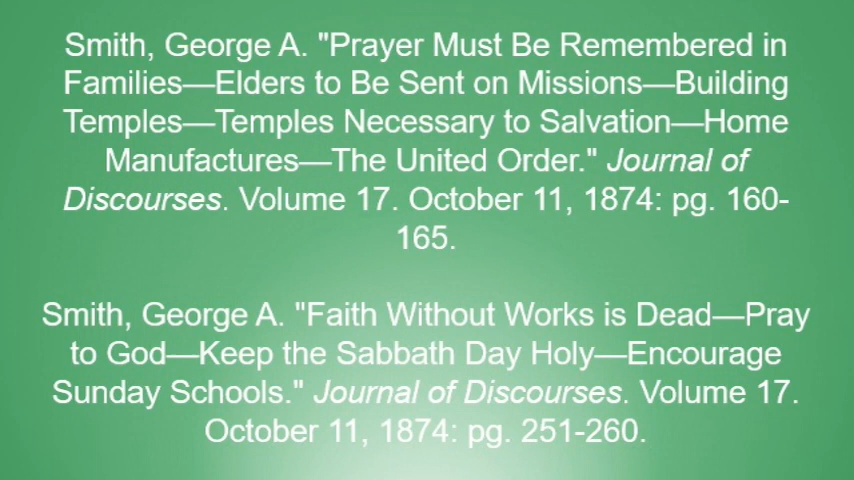 Smith, George A. "Prayer Must Be Remembered in
Families—Elders to Be Sent on Missions—Building
Temples—Temples Necessary to Salvation—Home
Manufactures—The United Order." Journal of
Discourses. Volume 17. October 11, 1874: pg. 160-
165.
Smith, George A. "Faith Without Works is Dead—Pray
to God—Keep the Sabbath Day Holy—Encourage
Sunday Schools." Journal of Discourses. Volume 17.
October 11, 1874: pg. 251-260.